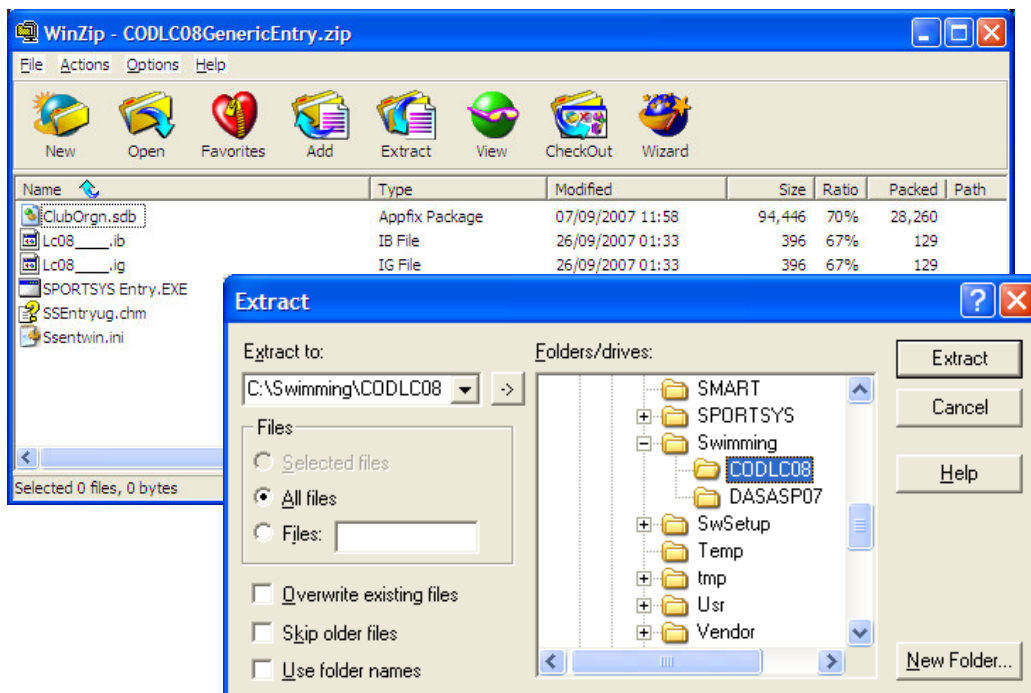 WinZip - CODLC08GenericEntry.zip
File Actions Options Help
New Open Favorites Add Extract View CheckOut Wizard
Name Type Modified Size Ratio Packed Path
ClubOrgn.sdb Appfix Package 07/09/2007 11:58 94,446 70% 28,260
Lc08____.ib IB File 26/09/2007 01:33 396 67% 129
Lc08____.ig IG File 26/09/2007 01:33 396 67% 129
SPORTSYS Entry.EXE
SSEntryug.chm
Ssentwin.ini
Selected 0 files, 0 bytes
Extract
Extract to: Folders/drives:
C:\Swimming\CODLC08 ->
Files
Selected files
All files
Files:
Overwrite existing files
Skip older files
Use folder names
SMART
SPORTSYS
Swimming
CODLC08
DASASP07
SwSetup
Temp
tmp
Usr
Vendor
Extract
Cancel
Help
New Folder...